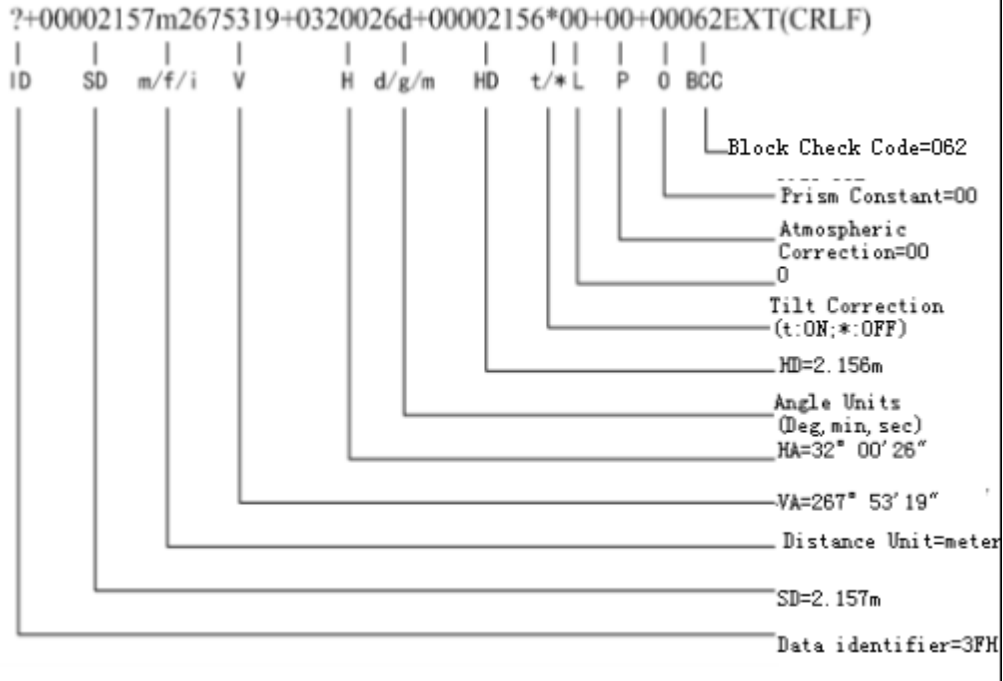 ?+00002157m2675319+0320026d+00002156*00+00+00062EXT(CRLF)
ID SD m/f/i V H d/g/m HD t/* L P 0 BCC
Block Check Code=062
Prism Constant=00
Atmospheric
Correction=00
0
Tilt Correction
(t:ON;*:OFF)
HD=2.156m
Angle Units
(Deg,min,sec)
HA=32° 00′26″
VA=267° 53′19″
Distance Unit=meter
SD=2.157m
Data identifier=3FH